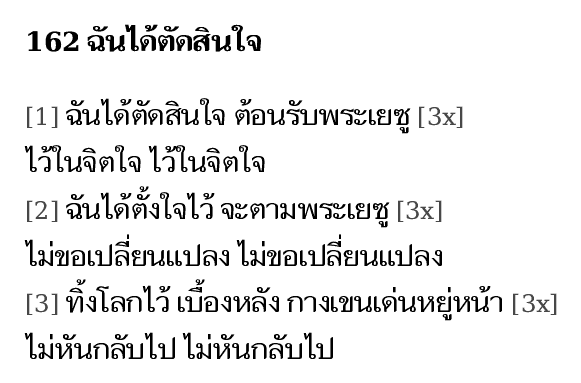 162 ฉันได้ตัดสินใจ
[1] ฉันได้ตัดสินใจ ต้อนรับพระเยซู [3x]
ไว้ในจิตใจ ไว้ในจิตใจ
[2] ฉันได้ตั้งใจไว้ จะตามพระเยซู [3x]
ไม่ขอเปลี่ยนแปลง ไม่ขอเปลี่ยนแปลง
[3] ทิ้งโลกไว้ เบื้องหลัง กางเขนเด่นหยู่หน้า [3x]
ไม่หันกลับไป ไม่หันกลับไป